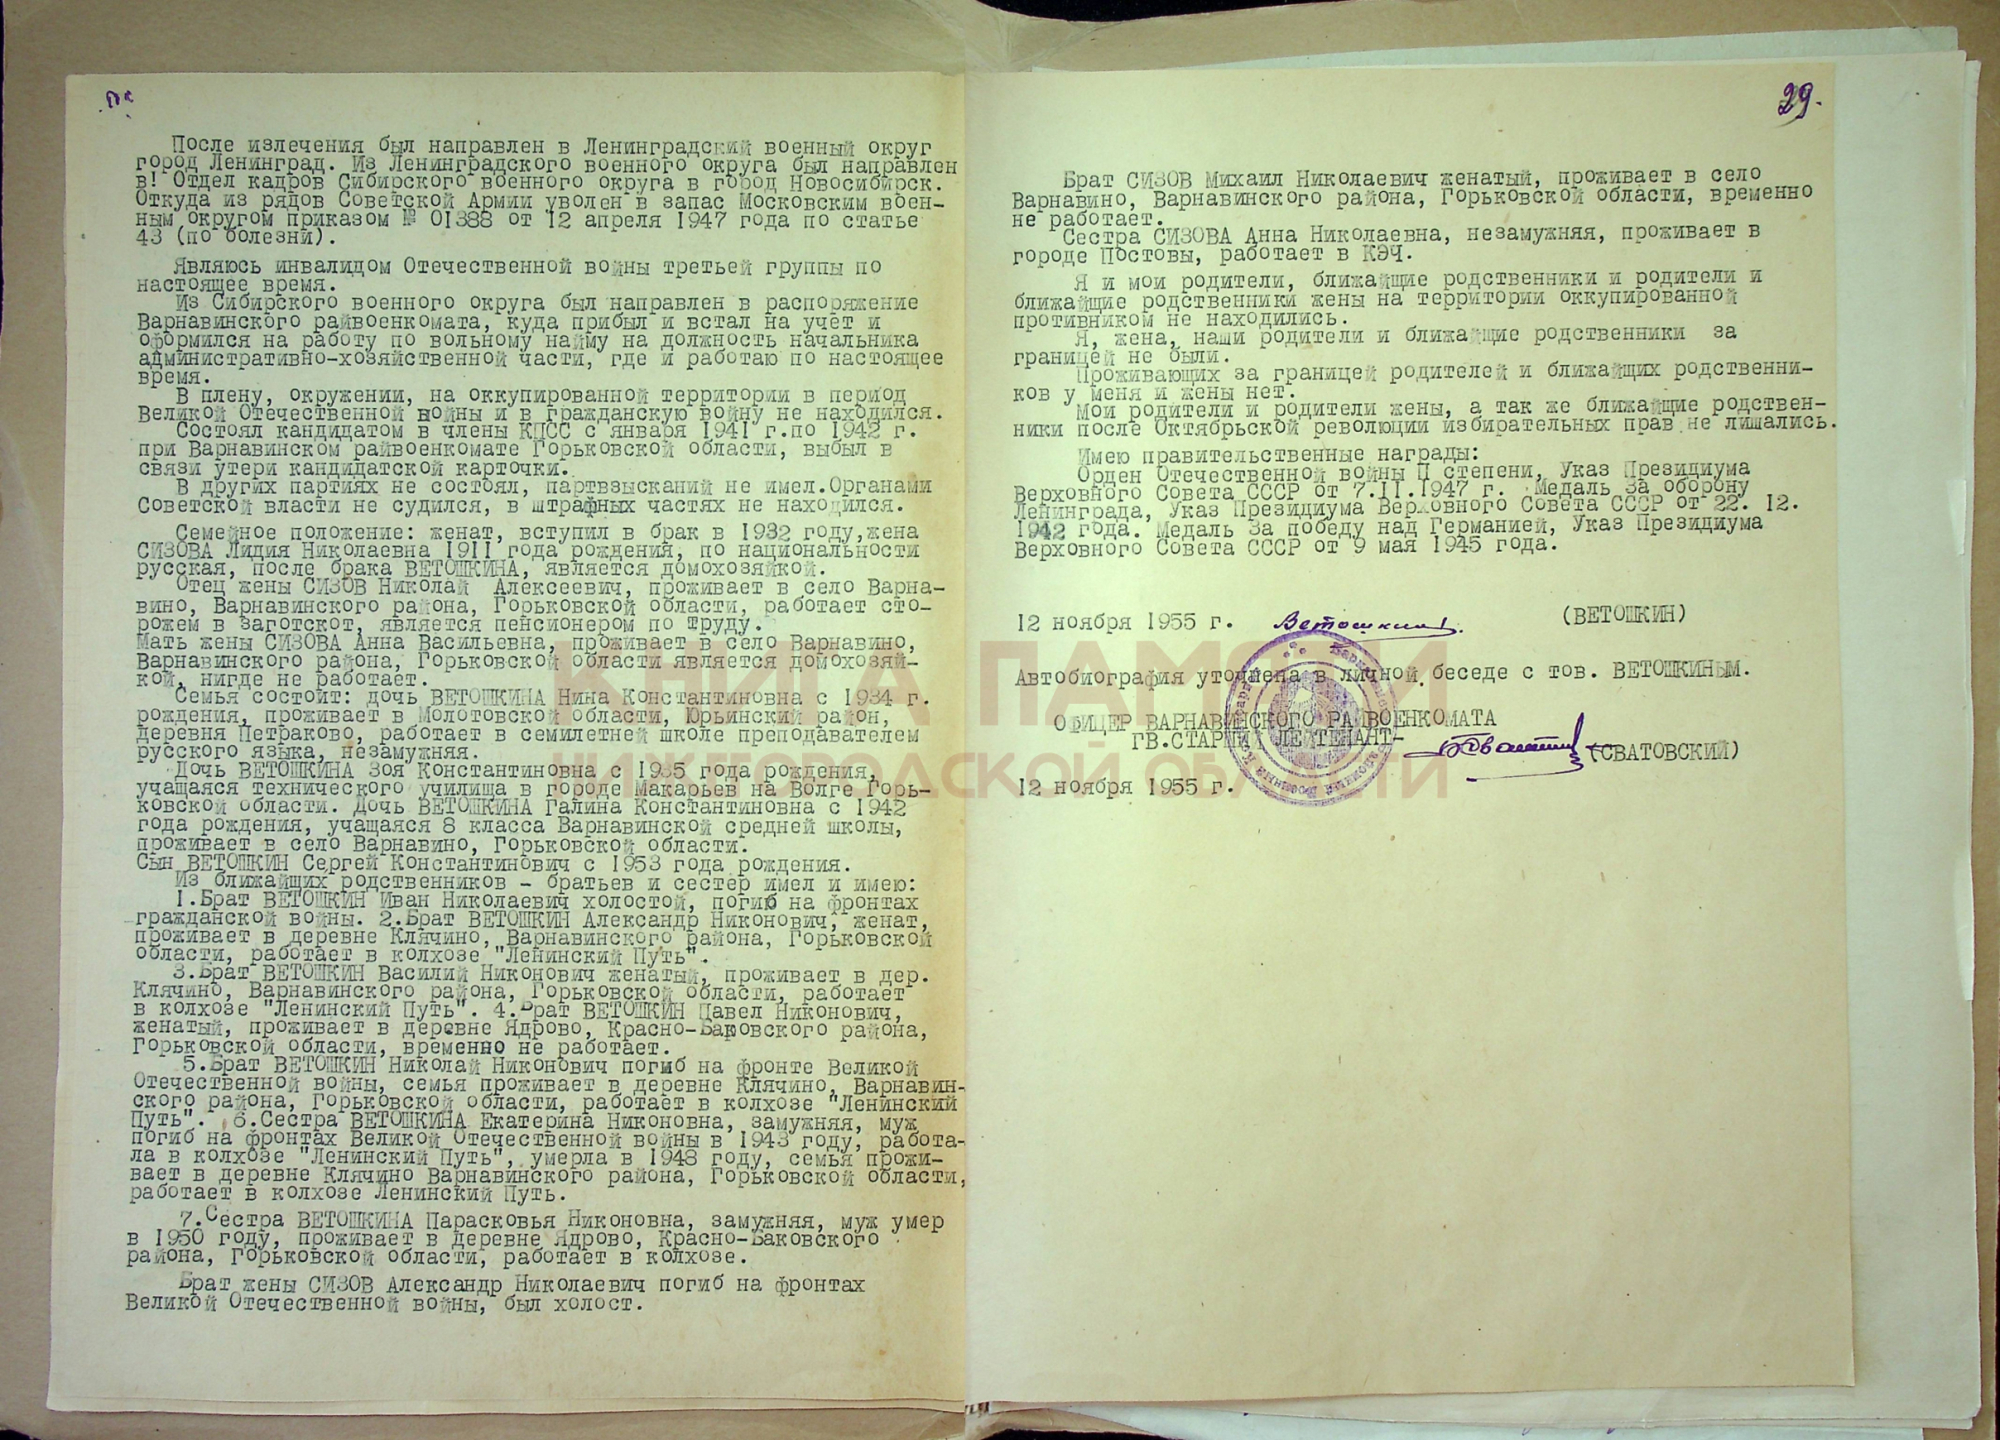 После излечения был направлен в Ленинградский военный округ
город Ленинград. Из Ленинградского военного округа был направлен
в! Отдел кадров Сибирского военного округа в город Новосибирск.
Откуда из рядов Советской Армии уволен в запас Московским воен-
ным округом приказом № 01388 от 12 апреля 1947 года по статье
43 (по болезни).
Являюсь инвалидом Отечественной войны третьей группы по
настоящее время.
Из Сибирского военного округа был направлен в распоряжение
Варнавинского райвоенкомата, куда прибыл и встал на учет и
оформился на работу по вольному найму на должность начальника
административно-хозяйственной части, где и работаю по настоящее
время.
В плену, окружении, на оккупированной территории в период
Великой Отечественной войны и в гражданскую войну не находился.
Состоял кандидатом в члены КПСС с января 1941 г.по 1942 г.
при Варнавинском райвоенкомате Горьковской области, выбыл в
связи утери кандидатской карточки.
В других партиях не состоял, партвзысканий не имел.Органами
Советской власти не судился, в штрафных частях не находился.
Семейное положение: женат, вступил в брак в 1932 году,жена
СИЗОВА Лидия Николаевна 1911 года рождения, по национальности
русская, после брака ВЕТОШКИНА, является домохозяйкой.
Отец жены СИЗОВ Николай Алексеевич, проживает в село Варна-
вино, Варнавинского района, Горьковской области, работает сто-
рожем в Заготскот, является пенсионером по Труду.
Мать жены СИЗОВА Анна Васильевна, проживает в село Варнавино,
Варнавинского района, Горьковской области является домохозяй-
кой, нигде не работает.
Семья состоит: дочь ВЕТОШКИНА Нина Константиновна с 1934 г.
рождения, проживает в Молотовской области, Юрьинский район,
деревня Петраково, работает в семилетней школе преподавателем
русского языка, незамужняя.
Дочь ВЕТОШКИНА Зоя Константиновна с 1935 года рождения,
учащаяся технического училища в городе Макарьев на Волге Горь-
ковской области. Дочь ВЕТОШКИНА Галина Константиновна с 1942
года рождения, учащаяся 8 класса Варнавинской средней школы,
проживает в село Варнавино, Горьковской области.
Сын ВЕТОШКИН Сергей Константинович с 1953 года рождения.
Из ближайших родственников - братьев и сестер имел и имею:
1.Брат ВЕТОШКИН Иван Николаевич холостой, погиб на фронтах
гражданской войны. 2.Брат ВЕТОШКИН Александр Никонович, женат,
проживает в деревне Клячино, Варнавинского района, Горьковской
области, работает в колхозе "Ленинский Путь".
3.Брат ВЕТОШКИН Василий Никонович женатый, проживает в дер.
Клячино, Варнавинского района, Горьковской области, работает
в колхозе "Ленинский Путь". 4.Брат ВЕТОШКИН Павел Никонович,
женатый, проживает в деревне Ядрово, Красно-Баковского района,
Горьковской области, временно не работает.
5.Брат ВЕТОШКИН Николай Никонович погиб на фронте Великой
Отечественной войны, семья проживает в деревне Клячино, Варнавин-
ского района, Горьковской области, работает в колхозе "Ленинский
Путь". 6.Сестра ВЕТОШКИНА Екатерина Никоновна, замужняя, муж
погиб на фронтах Великой Отечественной войны в 1943 году, работа-
ла в колхозе "Ленинский Путь", умерла в 1948 году, семья прожи-
вает в деревне Клячино Варнавинского района, Горьковской области,
работает в колхозе Ленинский Путь.
7.Сестра ВЕТОШКИНА Парасковья Никоновна, замужняя, муж умер
в 1950 году, проживает в деревне Ядрово, Красно-Баковского
района, Горьковской области, работает в колхозе.
Брат жены СИЗОВ Александр Николаевич погиб на фронтах
Великой Отечественной войны, был холост.
29.
Брат СИЗОВ Михаил Николаевич женатый, проживает в село
Варнавино, Варнавинского района, Горьковской области, временно
не работает.
Сестра СИЗОВА Анна Николаевна, незамужняя, проживает в
городе Постовы, работает в КЭЧ.
Я и мои родители, ближайщие родственники и родители и
ближайщие родственники жены на территории оккупированной
противником не находились.
Я, жена, наши родители и ближайщие родственники за
границей не были.
Проживающих за границей родителей и ближайщих родственни-
ков у меня и жены нет.
Мои родители и родители жены, а так же ближайщие родствен-
ники после Октябрьской революции избирательных прав не лишались.
Имею правительственные награды:
Орден Отечественной войны П степени, Указ Президиума
Верховного Совета СССР от 7.11.1947 г. Медаль За оборону
Ленинграда, Указ Президиума Верховного Совета СССР от 22. 12.
1942 года. Медаль За победу над Германией, Указ Президиума
Верховного Совета СССР от 9 мая 1945 года.
12 ноября 1955 г. Ветошкин (ВЕТОШКИН)
Автобиография уточнена в личной беседе с тов. ВЕТОШКИНЫМ.
ОФИЦЕР ВАРНАВИНСКОГО РАЙВОЕНКОМАТА
ГВ.СТАРШИЙ ЛЕЙТЕНАНТ- (СВАТОВСКИЙ)
12 ноября 1955 г.
КНИГА ПАМЯТИ
НИЖЕГОРОДСКОЙ ОБЛАСТИ